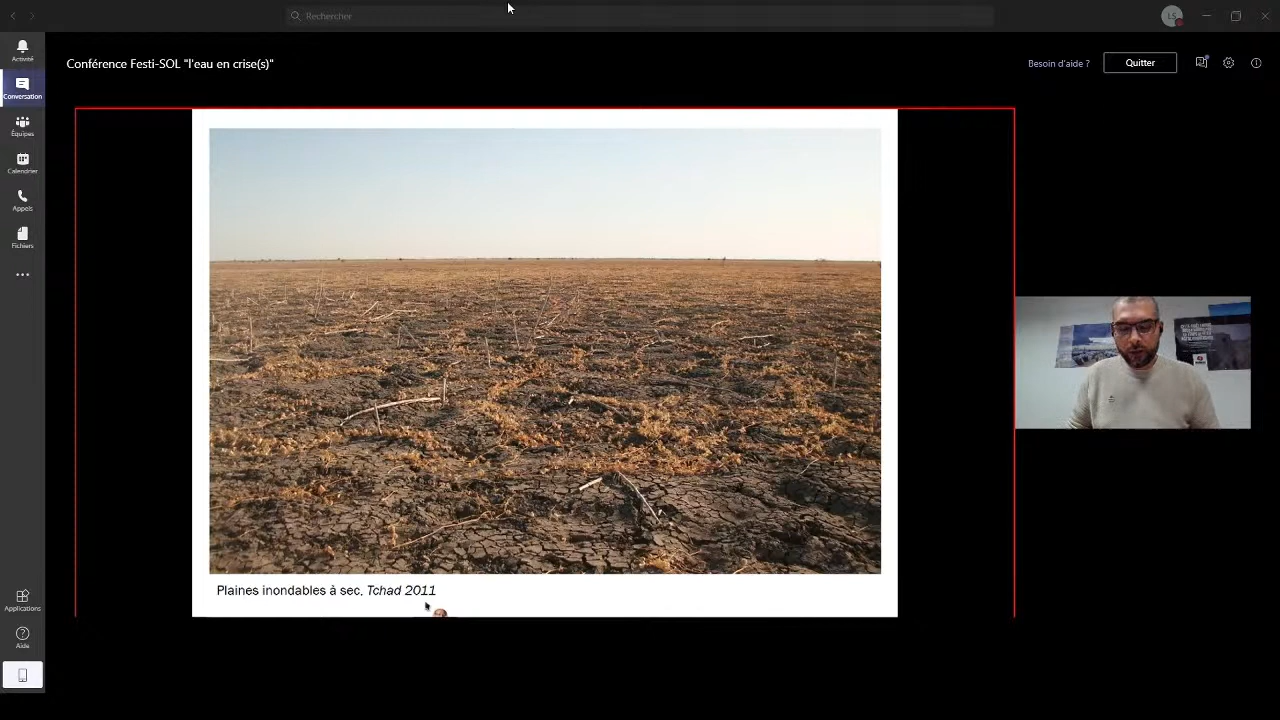 Rechercher
LS
Activité
Conférence Festi-SOL "l'eau en crise(s)"
Besoin d'aide ?
Quitter
Conversation
Équipes
Calendrier
Appels
Fichiers
Plaines inondables à sec, Tchad 2011
Applications
Aide